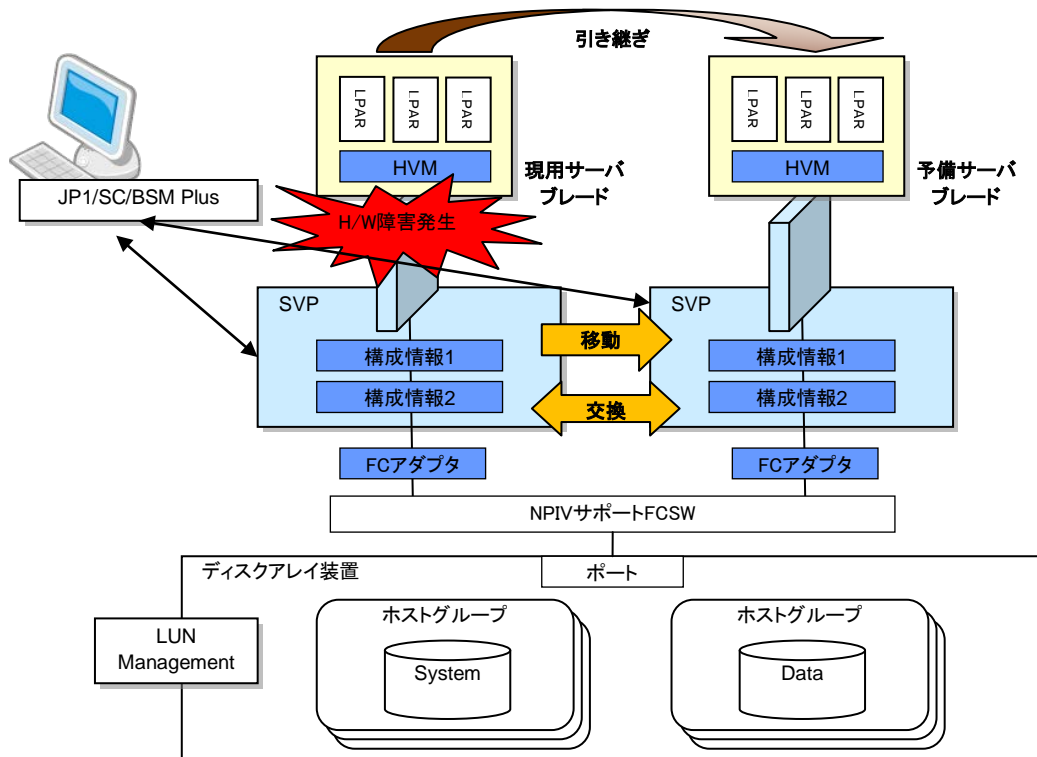 引き継ぎ
LPAR
LPAR
LPAR
HVM
現用サーバ
ブレード
LPAR
LPAR
LPAR
HVM
予備サーバ
ブレード
JP1/SC/BSM Plus
H/W障害発生
SVP
構成情報1
構成情報2
移動
交換
SVP
構成情報1
構成情報2
FCアダプタ
FCアダプタ
NPIVサポートFCSW
ディスクアレイ装置
ポート
LUN
Management
ホストグループ
System
ホストグループ
Data